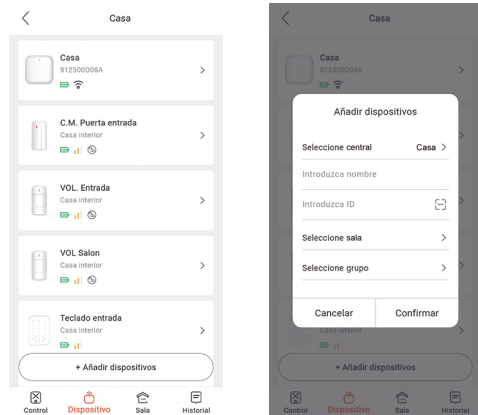 Casa
Casa
812500D08A
C.M. Puerta entrada
Casa interior
VOL. Entrada
Casa interior
VOL Salon
Casa interior
Teclado entrada
Casa interior
+ Añadir dispositivos
Control
Dispositivo
Sala
Historial
Casa
Casa
812500D08A
Añadir dispositivos
Seleccione central Casa
Introduzca nombre
Introduzca ID
Seleccione sala
Seleccione grupo
Cancelar
Confirmar
Casa interior
+ Añadir dispositivos
Control
Dispositivo
Sala
Historial